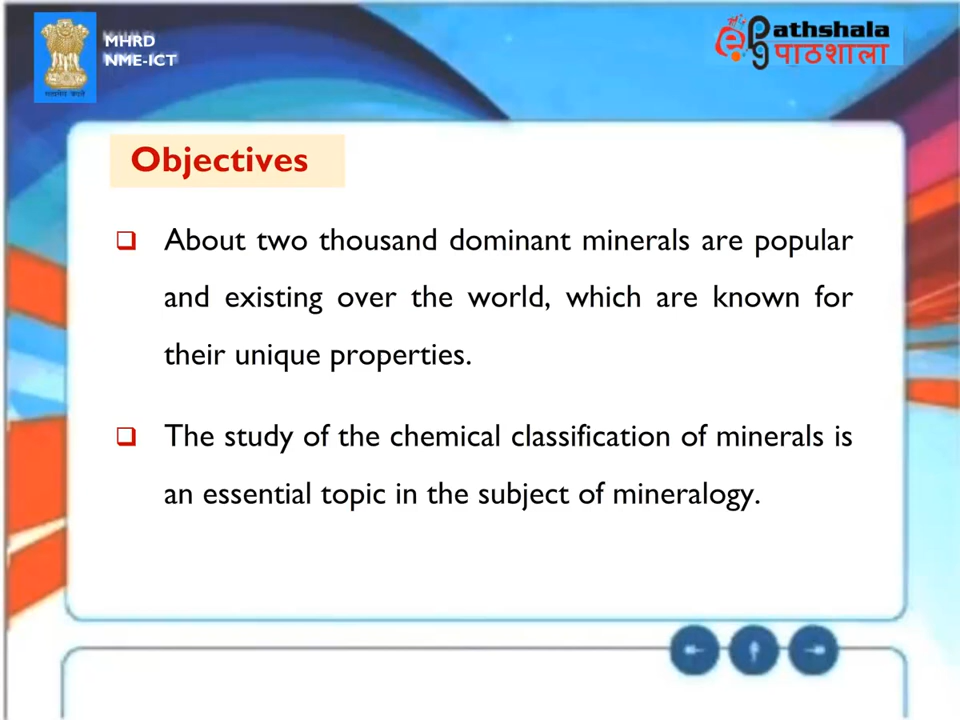 MHRD
NME-ICT
ePg Pathshala
पाठशाला
Objectives
About two thousand dominant minerals are popular
and existing over the world, which are known for
their unique properties.
The study of the chemical classification of minerals is
an essential topic in the subject of mineralogy.